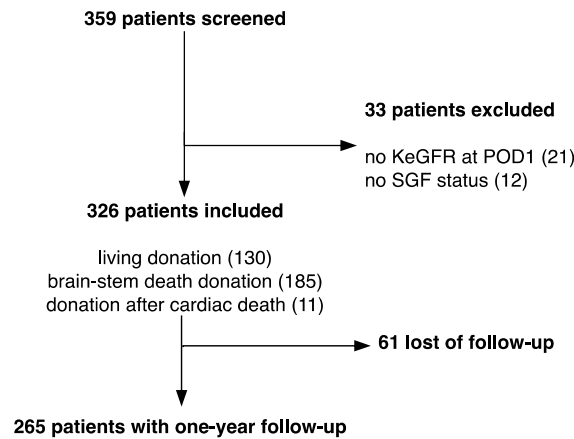 359 patients screened
33 patients excluded
no KeGFR at POD1 (21)
no SGF status (12)
326 patients included
living donation (130)
brain-stem death donation (185)
donation after cardiac death (11)
61 lost of follow-up
265 patients with one-year follow-up